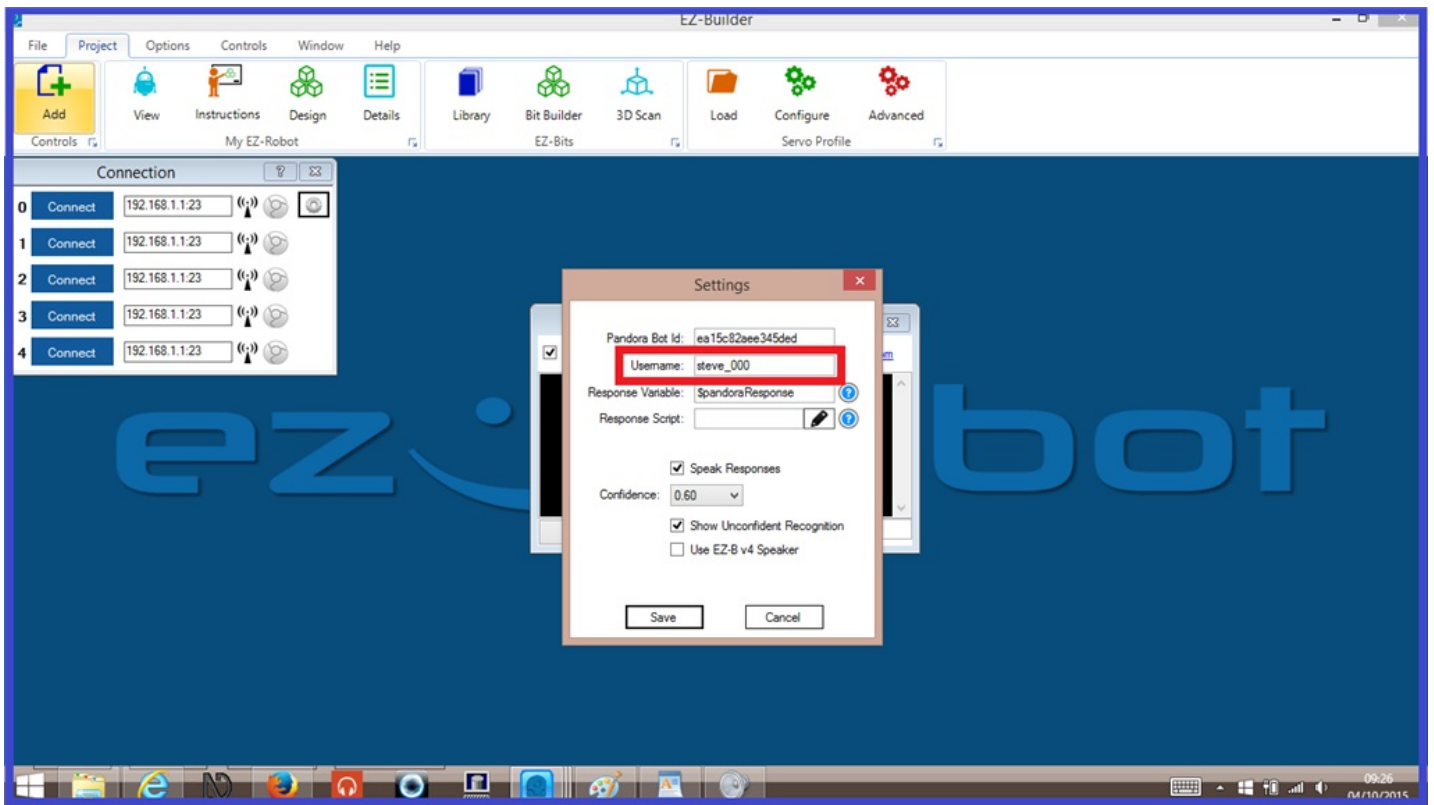 EZ-Builder
File Project Options Controls Window Help
Add View Instructions Design Details Library Bit Builder 3D Scan Load Configure Advanced
Controls My EZ-Robot EZ-Bits Servo Profile
Connection
0 Connect 192.168.1.1:23
1 Connect 192.168.1.1:23
2 Connect 192.168.1.1:23
3 Connect 192.168.1.1:23
4 Connect 192.168.1.1:23
Settings
Pandora Bot Id: ea15c82aee345ded
Username: steve_000
Response Variable: $pandoraResponse
Response Script:
Speak Responses
Confidence: 0.60
Show Unconfident Recognition
Use EZ-B v4 Speaker
Save Cancel
ez bot
09:26
04/10/2015